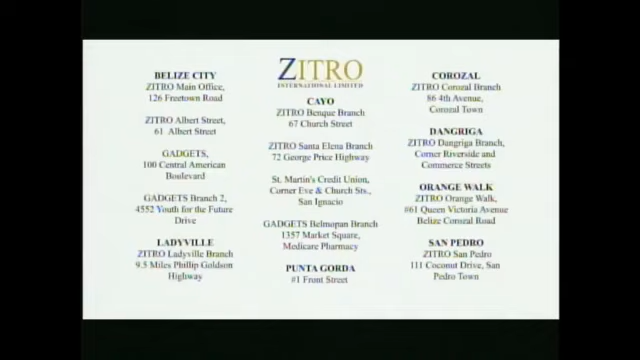 BELIZE CITY
ZITRO Main Office,
126 Freetown Road
ZITRO Albert Street,
61 Albert Street
GADGETS,
100 Central American
Boulevard
GADGETS Branch 2,
4552 Youth for the Future
Drive
LADYVILLE
ZITRO Ladyville Branch
9.5 Miles Phillip Goldson
Highway
ZITRO
INTERNATIONAL LIMITED
CAYO
ZITRO Benque Branch
67 Church Street
ZITRO Santa Elena Branch
72 George Price Highway
St. Martin's Credit Union,
Corner Eve & Church Sts.,
San Ignacio
GADGETS Belmopan Branch
1357 Market Square,
Medicare Pharmacy
PUNTA GORDA
#1 Front Street
COROZAL
ZITRO Corozal Branch
86 4th Avenue,
Corozal Town
DANGRIGA
ZITRO Dangriga Branch,
Corner Riverside and
Commerce Streets
ORANGE WALK
ZITRO Orange Walk,
#61 Queen Victoria Avenue
Belize Corozal Road
SAN PEDRO
ZITRO San Pedro
111 Coconut Drive, San
Pedro Town